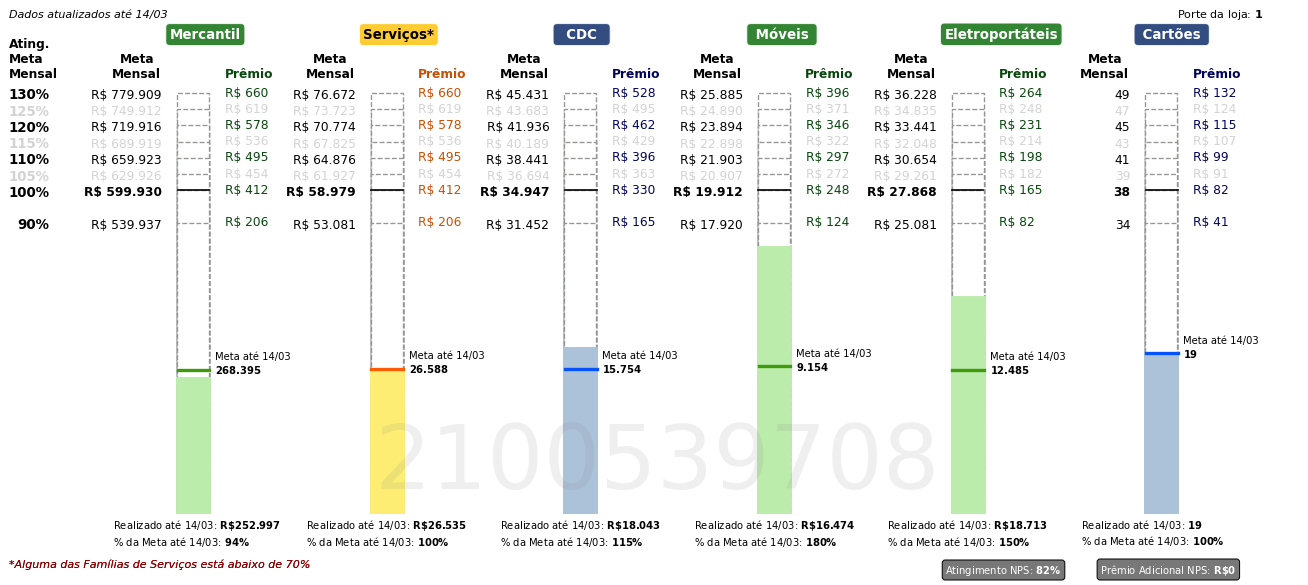 Dados atualizados até 14/03
Porte da loja: 1
Mercantil Serviços* CDC Móveis Eletroportáteis Cartões
Ating.
Meta Meta Meta Meta Meta Meta Meta
Mensal Mensal Prêmio Mensal Prêmio Mensal Prêmio Mensal Prêmio Mensal Prêmio Mensal Prêmio
130% R$ 779.909 R$ 660 R$ 76.672 R$ 660 R$ 45.431 R$ 528 R$ 25.885 R$ 396 R$ 36.228 R$ 264 49 R$ 132
125% R$ 749.912 R$ 619 R$ 73.723 R$ 619 R$ 43.683 R$ 495 R$ 24.890 R$ 371 R$ 34.835 R$ 248 47 R$ 124
120% R$ 719.916 R$ 578 R$ 70.774 R$ 578 R$ 41.936 R$ 462 R$ 23.894 R$ 346 R$ 33.441 R$ 231 45 R$ 115
115% R$ 689.919 R$ 536 R$ 67.825 R$ 536 R$ 40.189 R$ 429 R$ 22.898 R$ 322 R$ 32.048 R$ 214 43 R$ 107
110% R$ 659.923 R$ 495 R$ 64.876 R$ 495 R$ 38.441 R$ 396 R$ 21.903 R$ 297 R$ 30.654 R$ 198 41 R$ 99
105% R$ 629.926 R$ 454 R$ 61.927 R$ 454 R$ 36.694 R$ 363 R$ 20.907 R$ 272 R$ 29.261 R$ 182 39 R$ 91
100% R$ 599.930 R$ 412 R$ 58.979 R$ 412 R$ 34.947 R$ 330 R$ 19.912 R$ 248 R$ 27.868 R$ 165 38 R$ 82
90% R$ 539.937 R$ 206 R$ 53.081 R$ 206 R$ 31.452 R$ 165 R$ 17.920 R$ 124 R$ 25.081 R$ 82 34 R$ 41
Meta até 14/03 Meta até 14/03 Meta até 14/03 Meta até 14/03 Meta até 14/03 Meta até 14/03
268.395 26.588 15.754 9.154 12.485 19
2100539708
Realizado até 14/03: R$252.997 Realizado até 14/03: R$26.535 Realizado até 14/03: R$18.043 Realizado até 14/03: R$16.474 Realizado até 14/03: R$18.713 Realizado até 14/03: 19
% da Meta até 14/03: 94% % da Meta até 14/03: 100% % da Meta até 14/03: 115% % da Meta até 14/03: 180% % da Meta até 14/03: 150% % da Meta até 14/03: 100%
*Alguma das Famílias de Serviços está abaixo de 70%
Atingimento NPS: 82% Prêmio Adicional NPS: R$0